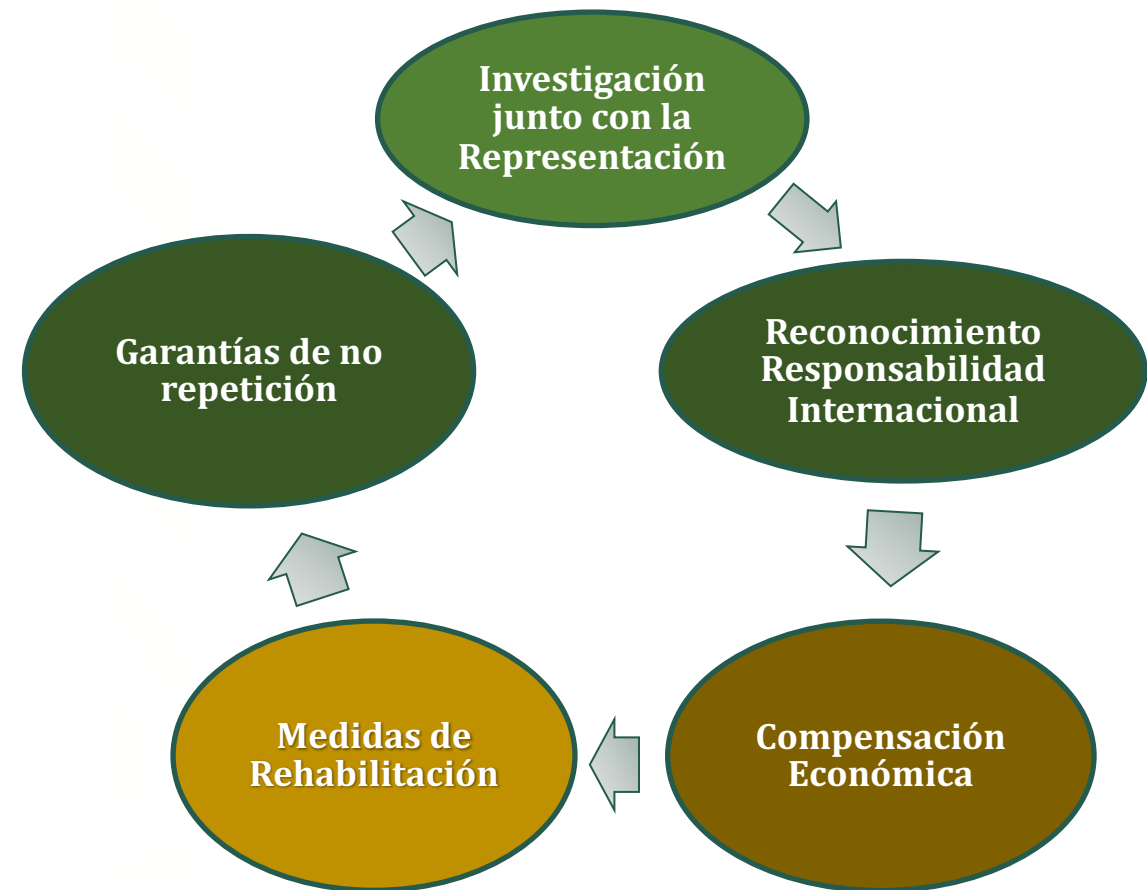 Investigación
junto con la
Representación
Reconocimiento
Responsabilidad
Internacional
Compensación
Económica
Medidas de
Rehabilitación
Garantías de no
repetición